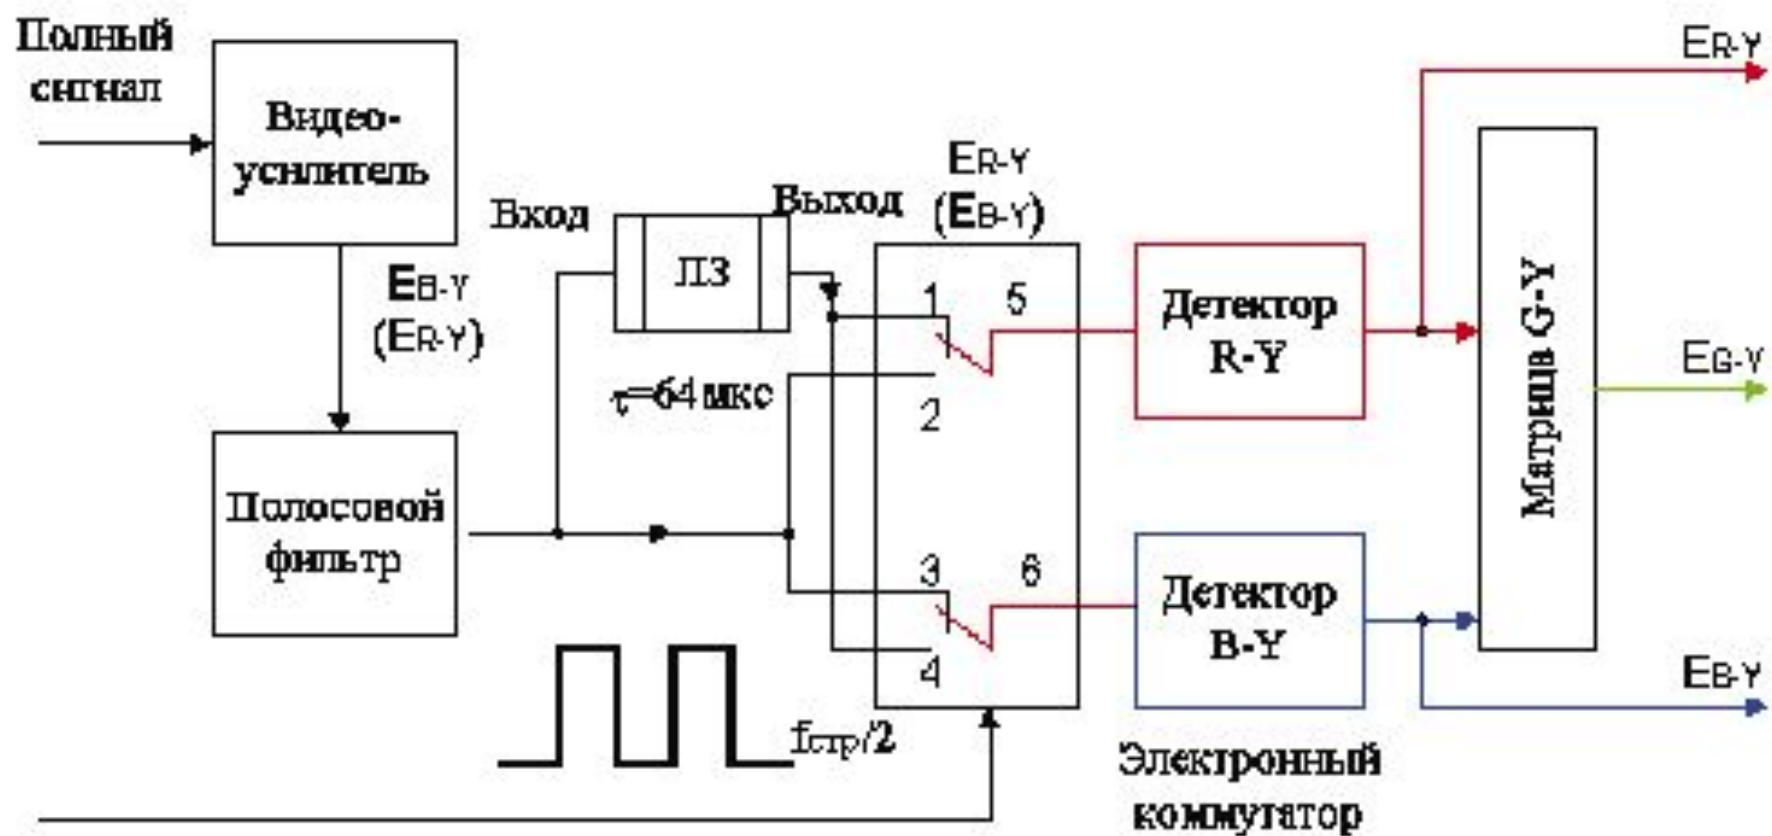 Полный
сигнал
Видео-
усилитель
EB-Y
(ER-Y)
Полосовой
фильтр
Вход
ЛЗ
Выход
τ=64 мкс
ER-Y
(EB-Y)
1
5
2
3
6
4
fстр/2
Детектор
R-Y
Детектор
B-Y
Электронный
коммутатор
Матрица G-Y
ER-Y
EG-Y
EB-Y